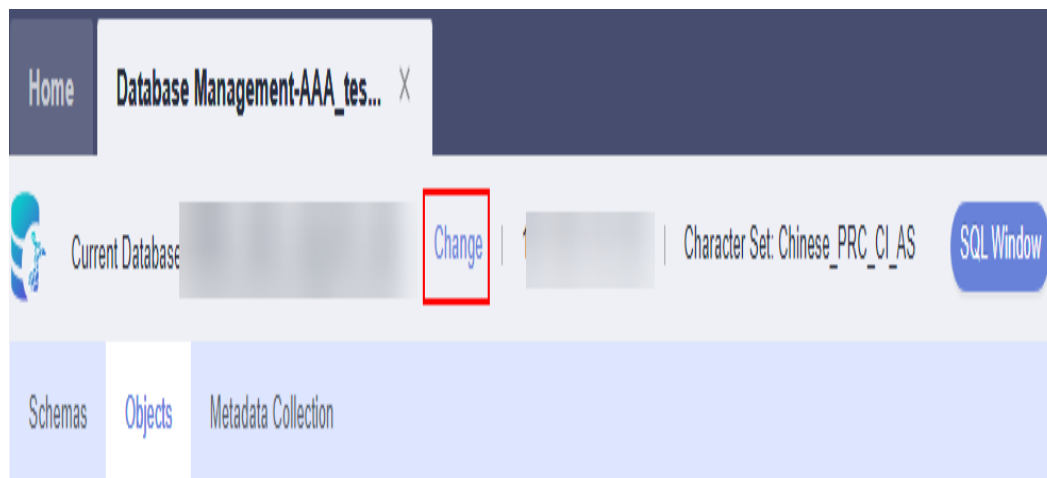 Home Database Management-AAA_tes... X
Current Database Change | | Character Set: Chinese_PRC_CI_AS SQL Window
Schemas Objects Metadata Collection